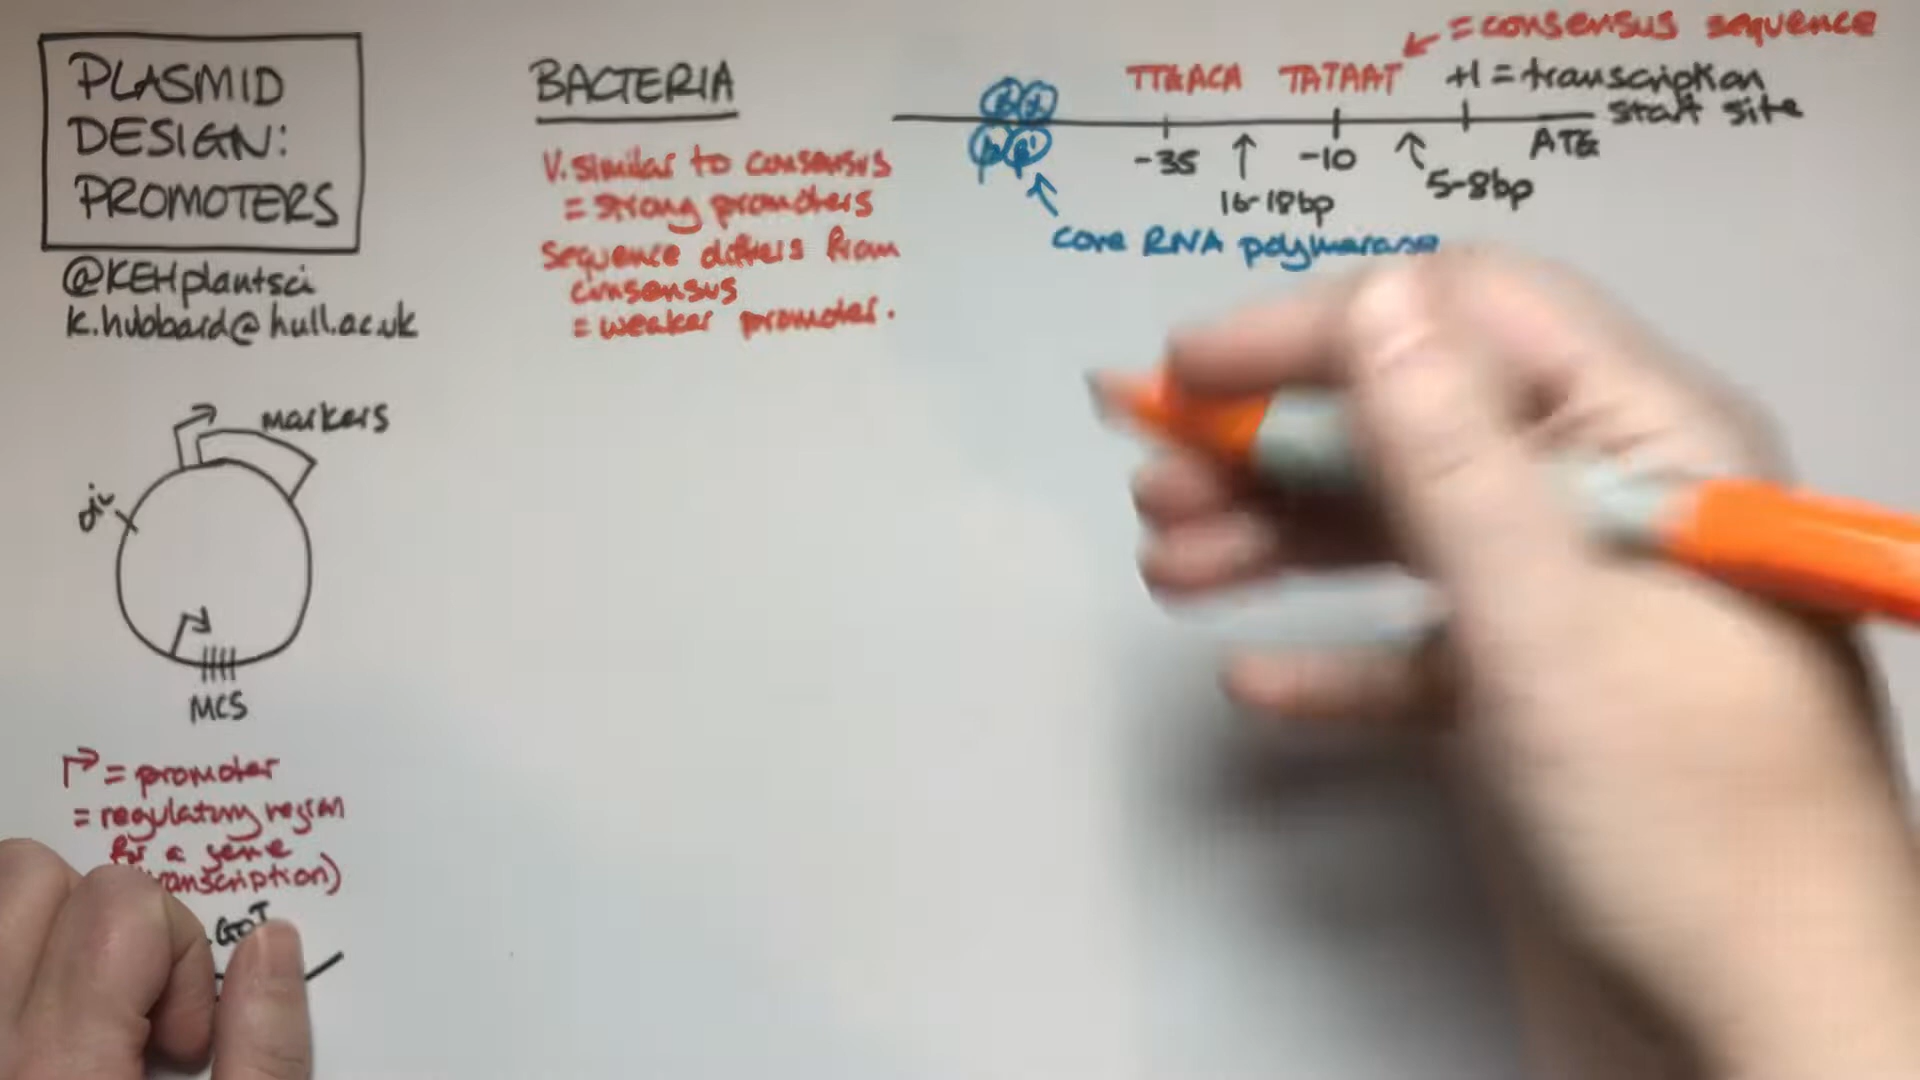 PLASMID
DESIGN:
PROMOTERS
@KEHplantsci
k.hubbard@hull.ac.uk
markers
ori
MCS
= promoter
= regulatory region
for a gene
transcription)
BACTERIA
V. similar to consensus
= strong promoters
Sequence differs from
consensus
= weaker promoter.
= consensus sequence
TTGACA TATAAT +1 = transcription
start site
-35 -10 ATG
16-18bp 5-8bp
core RNA polymerase